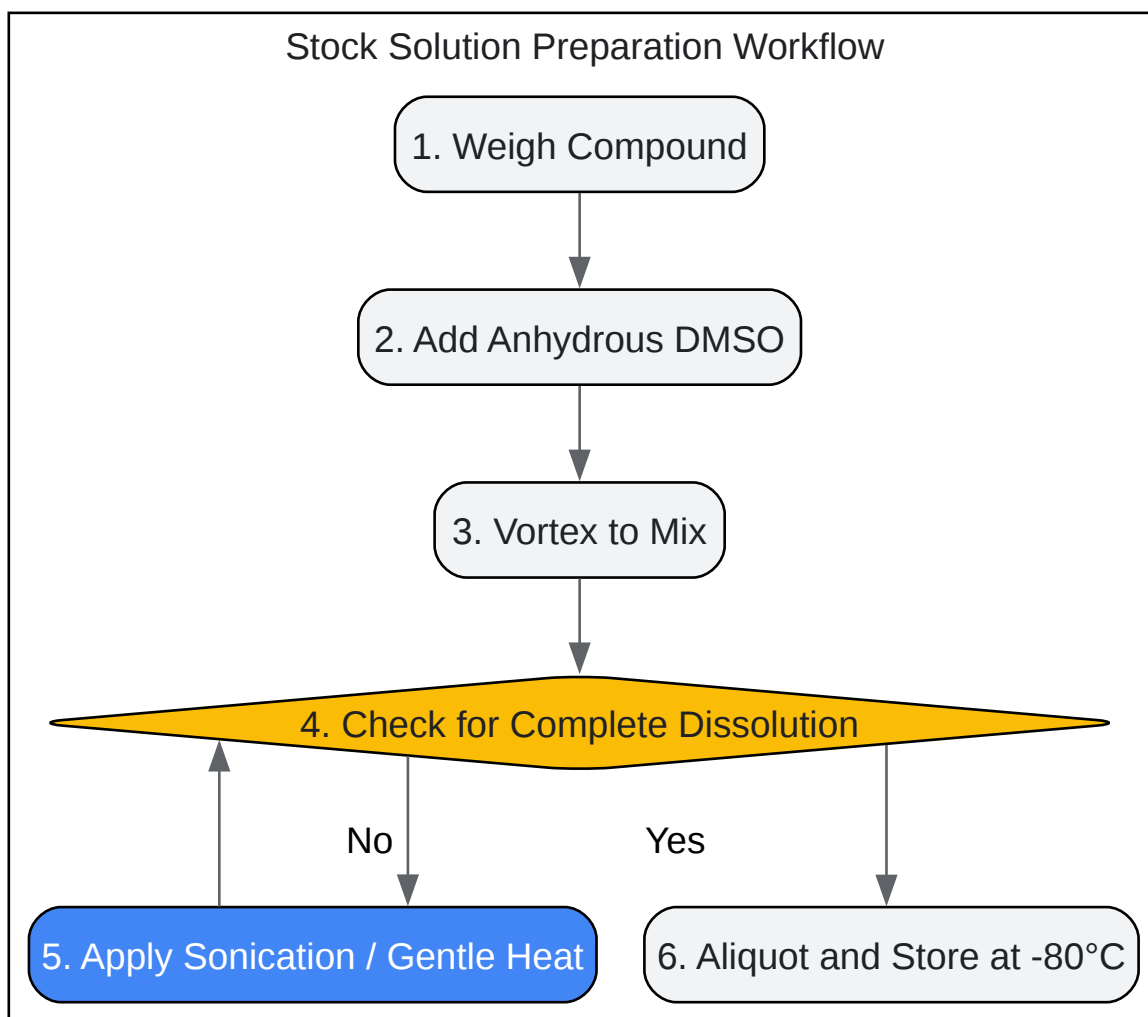 Stock Solution Preparation Workflow
1. Weigh Compound
2. Add Anhydrous DMSO
3. Vortex to Mix
4. Check for Complete Dissolution
No
Yes
5. Apply Sonication / Gentle Heat
6. Aliquot and Store at -80°C